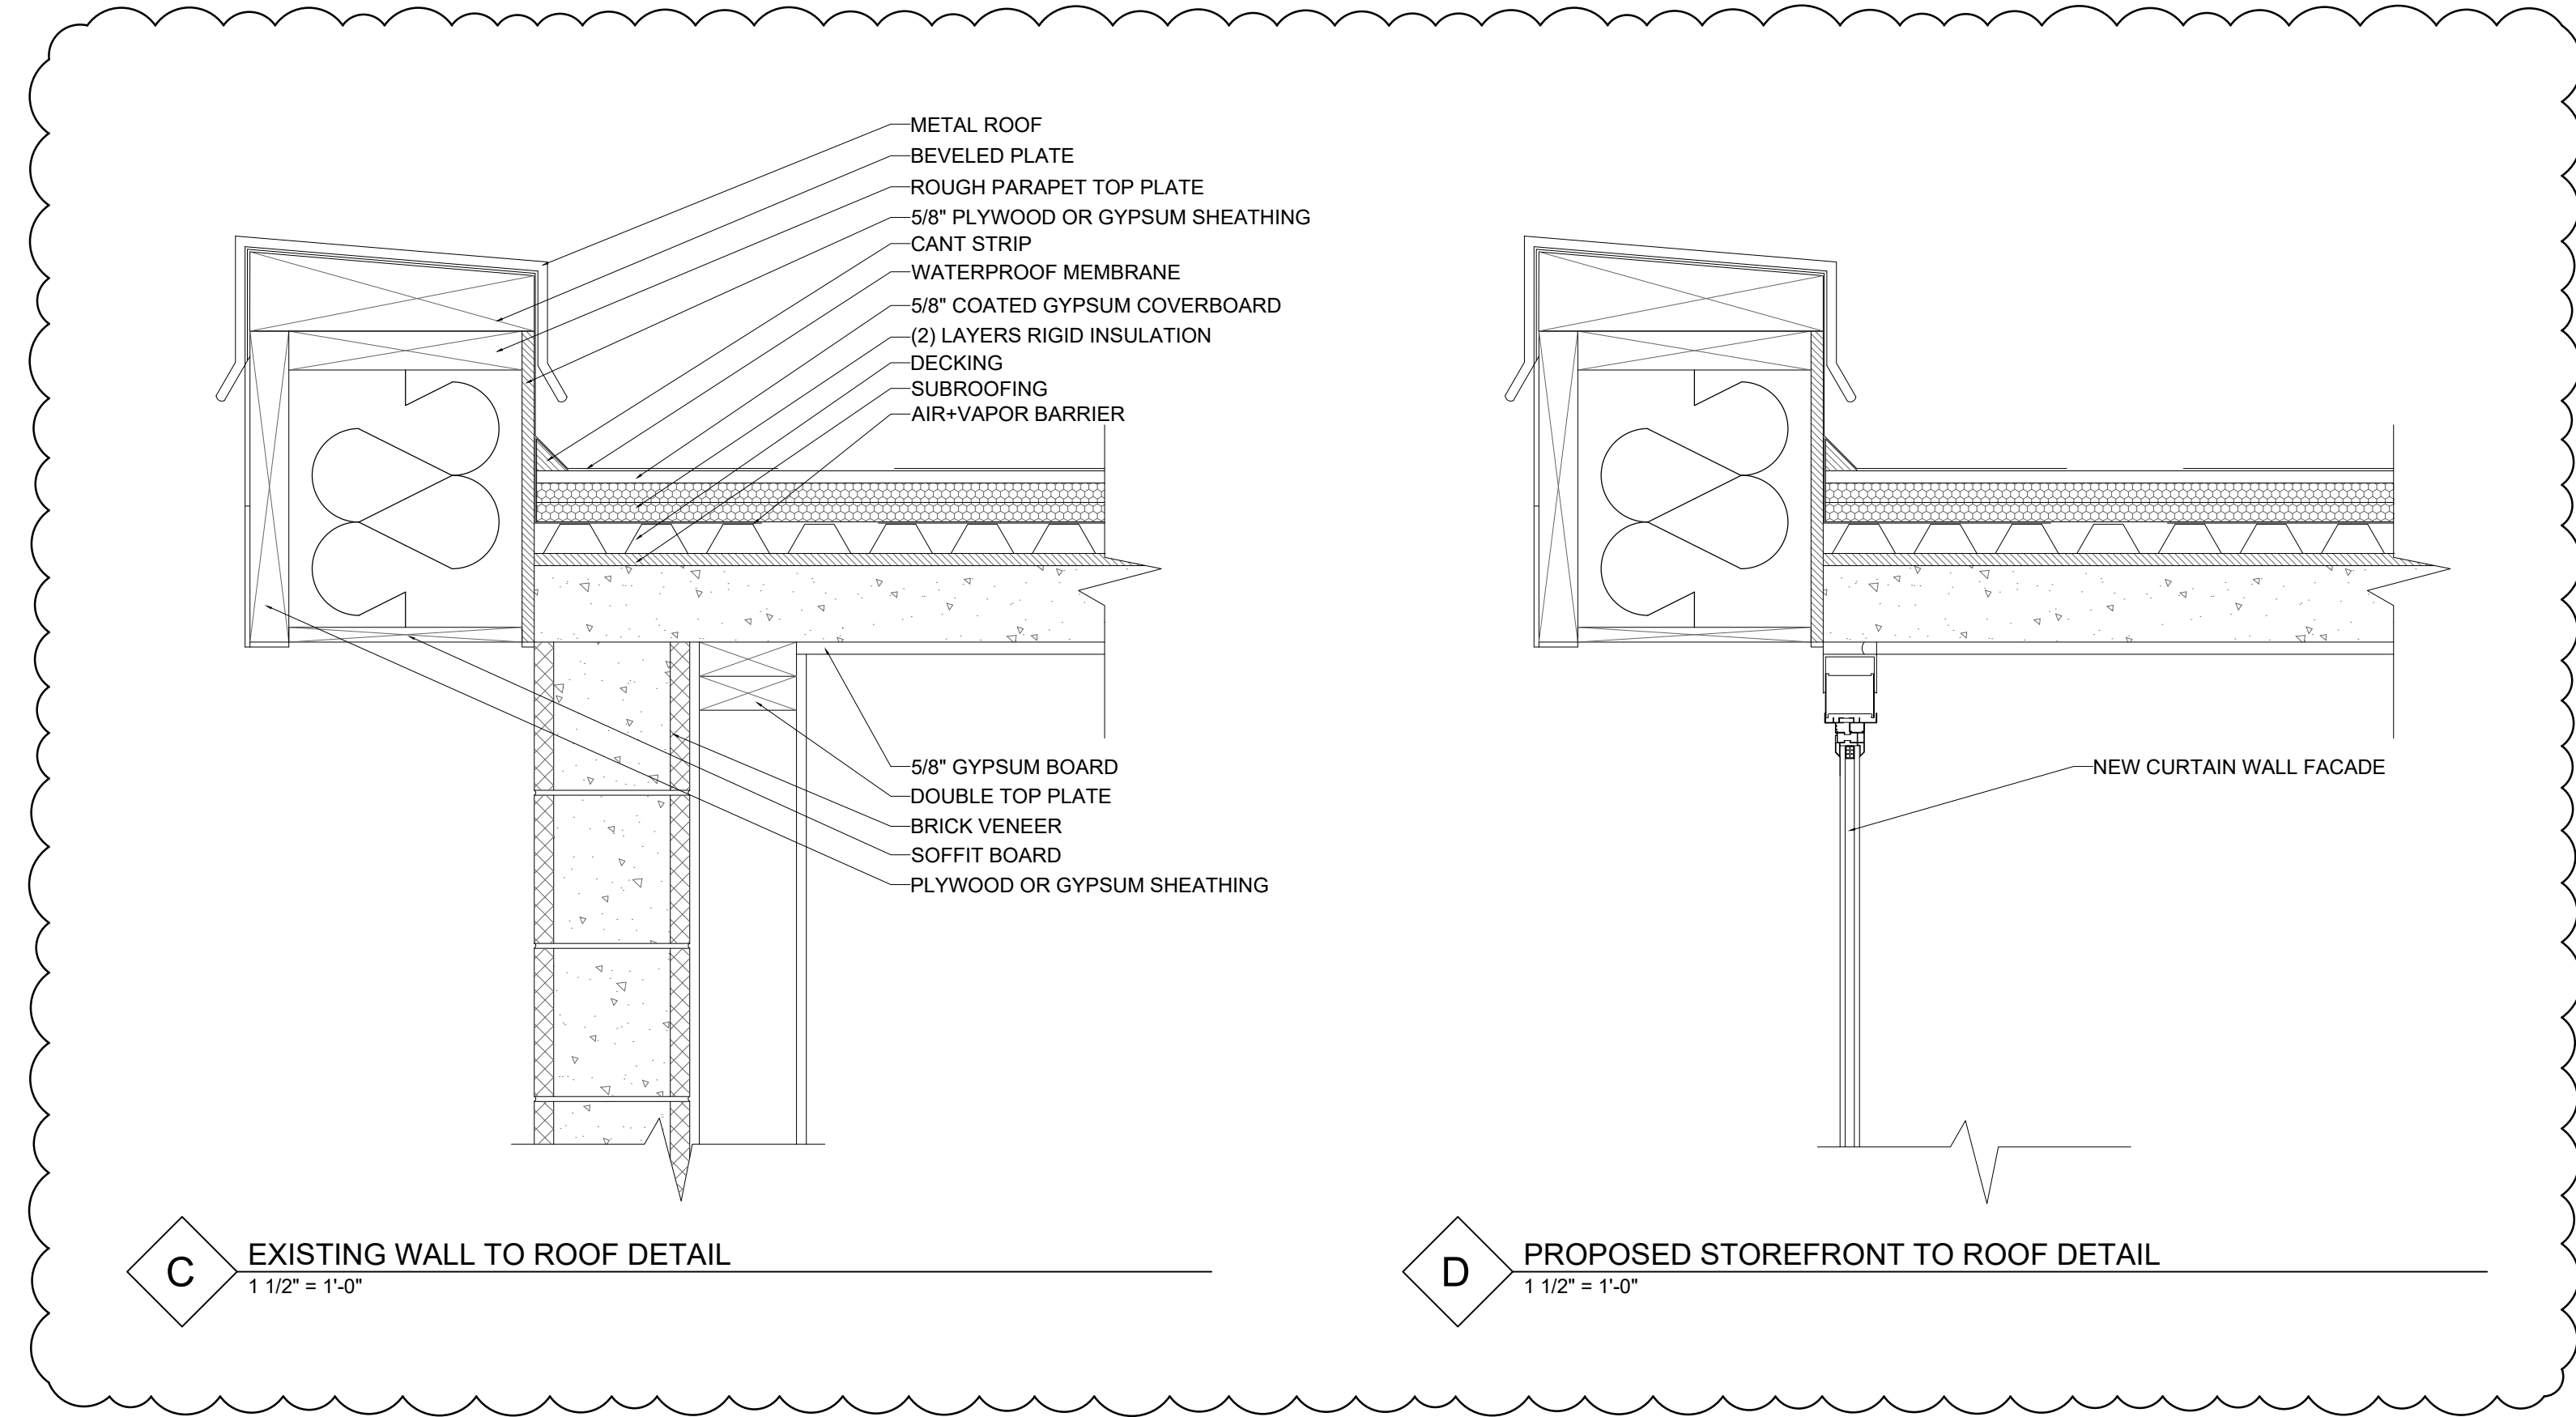 METAL ROOF
BEVELED PLATE
ROUGH PARAPET TOP PLATE
5/8" PLYWOOD OR GYPSUM SHEATHING
CANT STRIP
WATERPROOF MEMBRANE
5/8" COATED GYPSUM COVERBOARD
(2) LAYERS RIGID INSULATION
DECKING
SUBROOFING
AIR+VAPOR BARRIER
5/8" GYPSUM BOARD
DOUBLE TOP PLATE
BRICK VENEER
SOFFIT BOARD
PLYWOOD OR GYPSUM SHEATHING
C
EXISTING WALL TO ROOF DETAIL
1 1/2" = 1'-0"
NEW CURTAIN WALL FACADE
D
PROPOSED STOREFRONT TO ROOF DETAIL
1 1/2" = 1'-0"